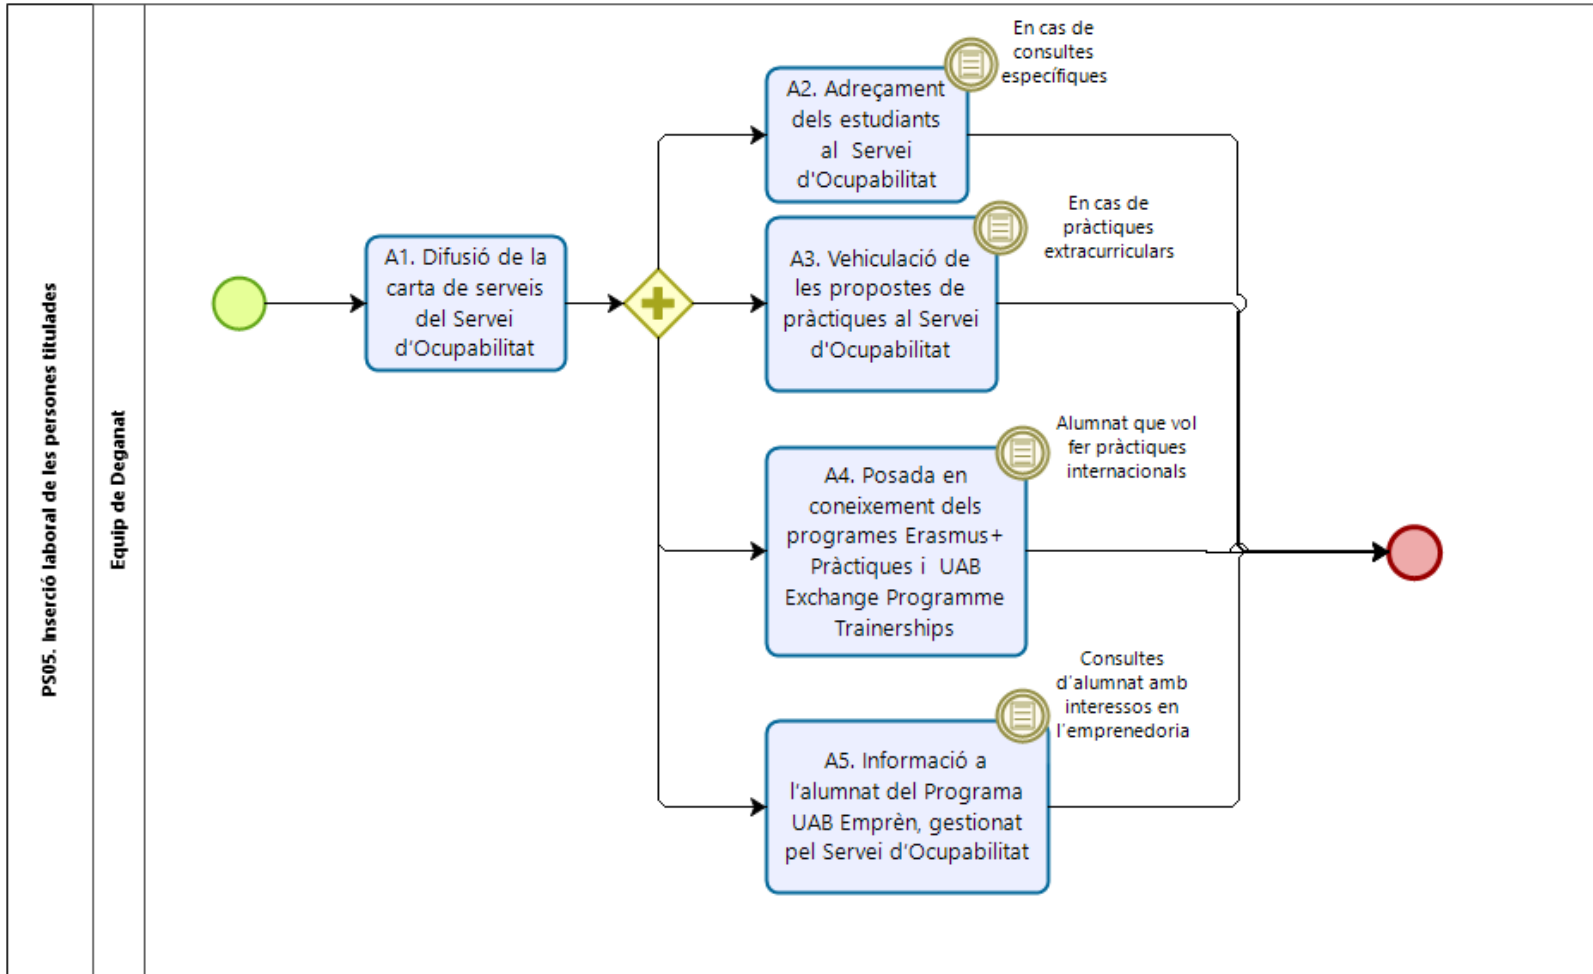 PS05. Inserció laboral de les persones titulades
Equip de Deganat
A1. Difusió de la
carta de serveis
del Servei
d'Ocupabilitat
A2. Adreçament
dels estudiants
al Servei
d'Ocupabilitat
En cas de
consultes
específiques
A3. Vehiculació de
les propostes de
pràctiques al Servei
d'Ocupabilitat
En cas de
pràctiques
extracurriculars
A4. Posada en
coneixement dels
programes Erasmus+
Pràctiques i UAB
Exchange Programme
Trainerships
Alumnat que vol
fer pràctiques
internacionals
A5. Informació a
l'alumnat del Programa
UAB Emprèn, gestionat
pel Servei d'Ocupabilitat
Consultes
d'alumnat amb
interessos en
l'emprenedoria